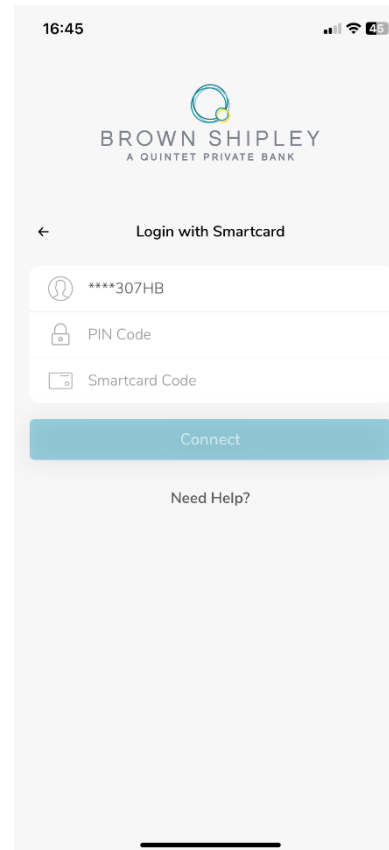 16:45
45
BROWN SHIPLEY
A QUINTET PRIVATE BANK
Login with Smartcard
****307HB
PIN Code
Smartcard Code
Connect
Need Help?